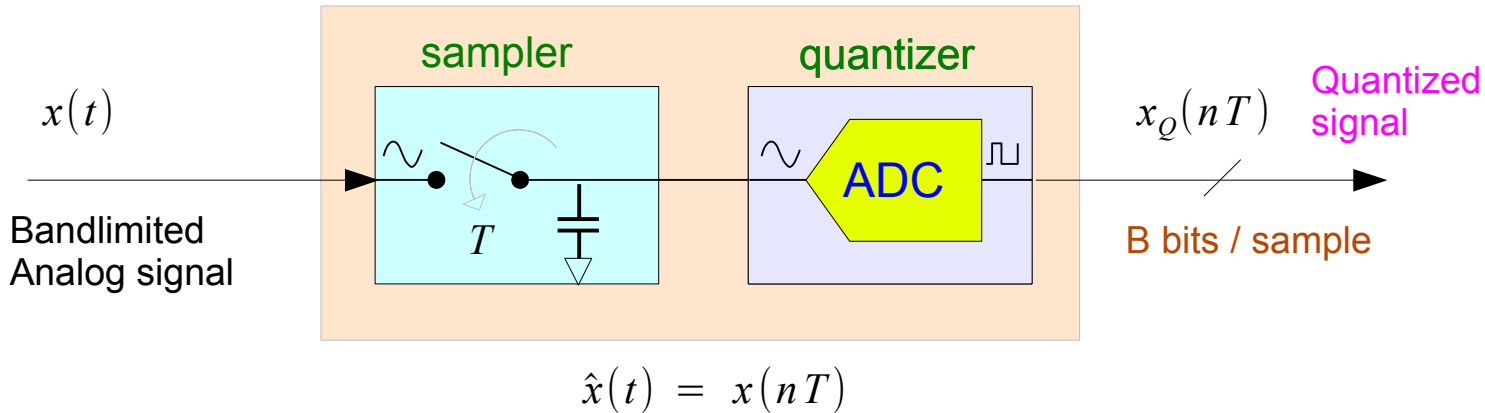 sampler
quantizer
x(t)
x_Q(nT)
Quantized
signal
ADC
T
Bandlimited
Analog signal
B bits / sample
x̂(t) = x(nT)